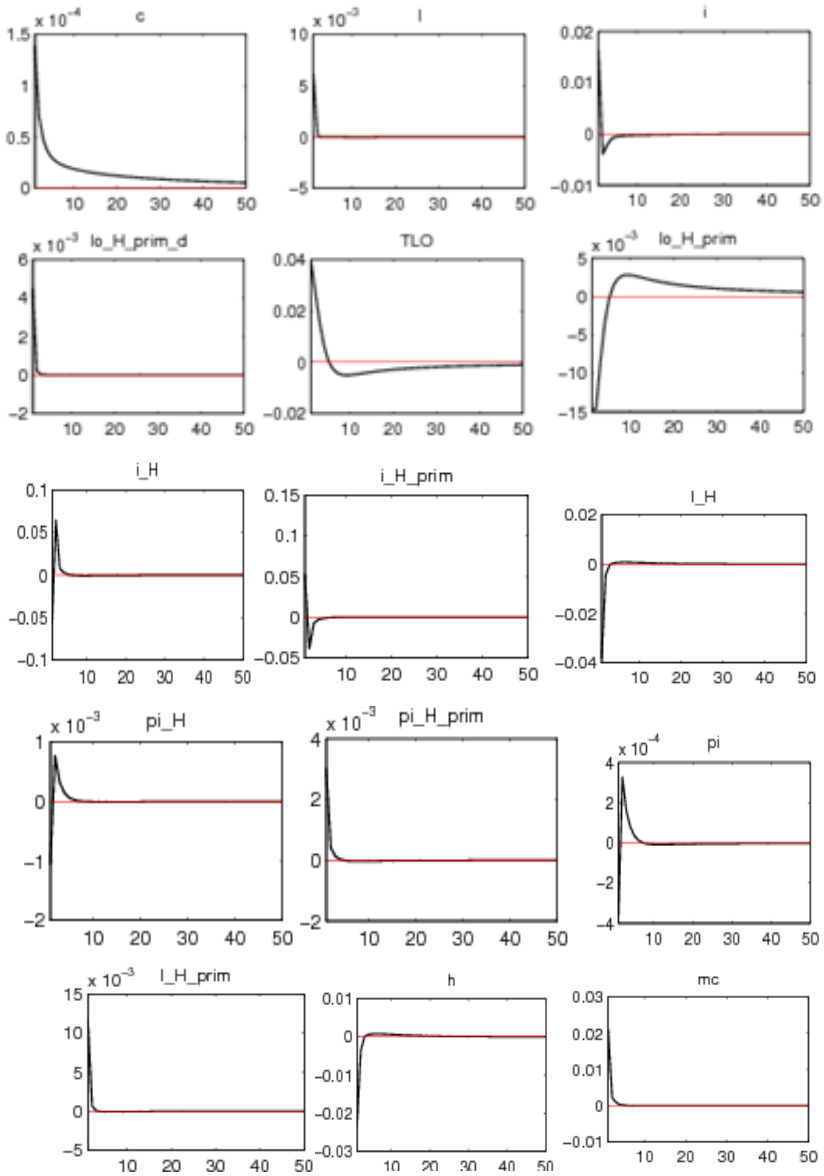 x 10⁻⁴
c
1.5
1
0.5
0
10 20 30 40 50
x 10⁻³
l
10
5
0
−5
10 20 30 40 50
i
0.02
0.01
0
−0.01
10 20 30 40 50
x 10⁻³
lo_H_prim_d
6
4
2
0
−2
10 20 30 40 50
TLO
0.04
0.02
0
−0.02
10 20 30 40 50
x 10⁻³
lo_H_prim
5
0
−5
−10
−15
10 20 30 40 50
i_H
0.1
0.05
0
−0.05
−0.1
10 20 30 40 50
i_H_prim
0.15
0.1
0.05
0
−0.05
10 20 30 40 50
l_H
0.02
0
−0.02
−0.04
10 20 30 40 50
x 10⁻³
pi_H
1
0
−1
−2
10 20 30 40 50
x 10⁻³
pi_H_prim
4
2
0
−2
10 20 30 40 50
x 10⁻⁴
pi
4
2
0
−2
−4
10 20 30 40 50
x 10⁻³
l_H_prim
15
10
5
0
−5
10 20 30 40 50
h
0.01
0
−0.01
−0.02
−0.03
10 20 30 40 50
mc
0.03
0.02
0.01
0
−0.01
10 20 30 40 50